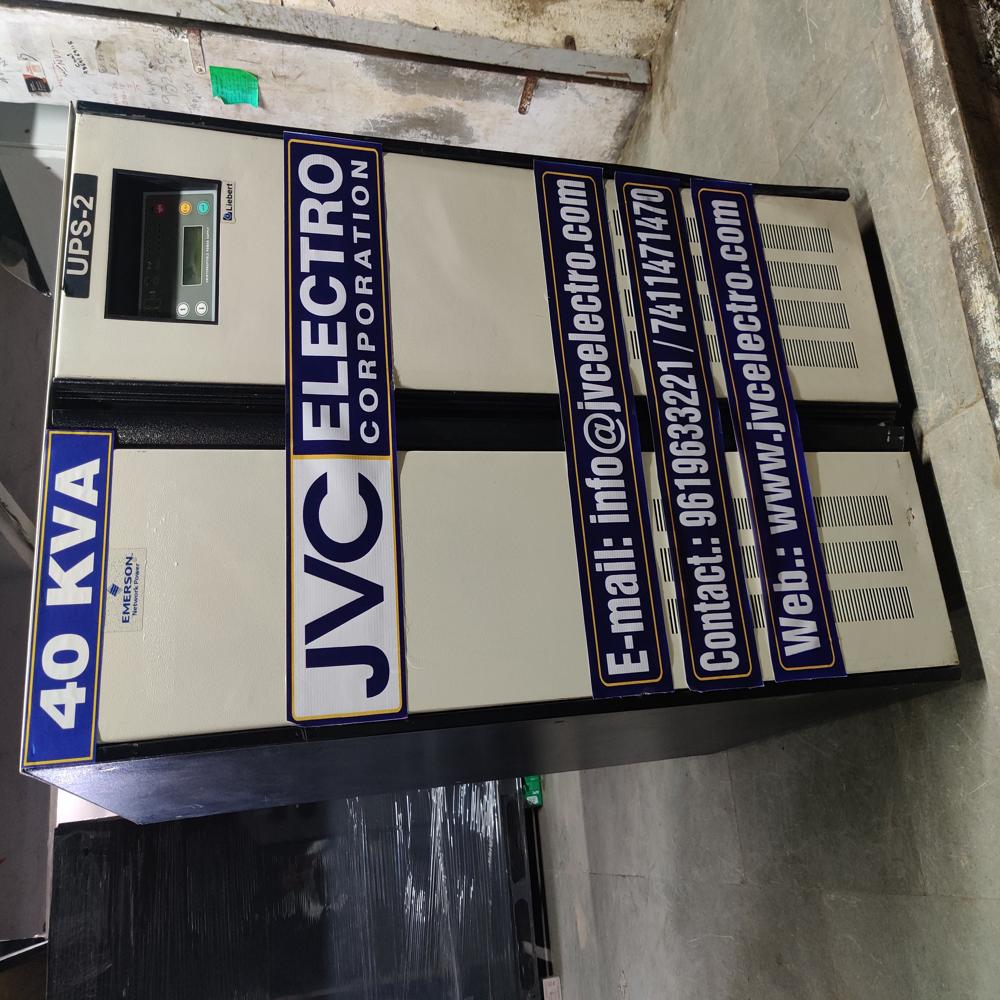 40 KVA
UPS-2
EMERSON
Network Power
Liebert
JVC ELECTRO
CORPORATION
E-mail: info@jvcelectro.com
Contact.: 9619633221 / 7411471470
Web.: www.jvcelectro.com